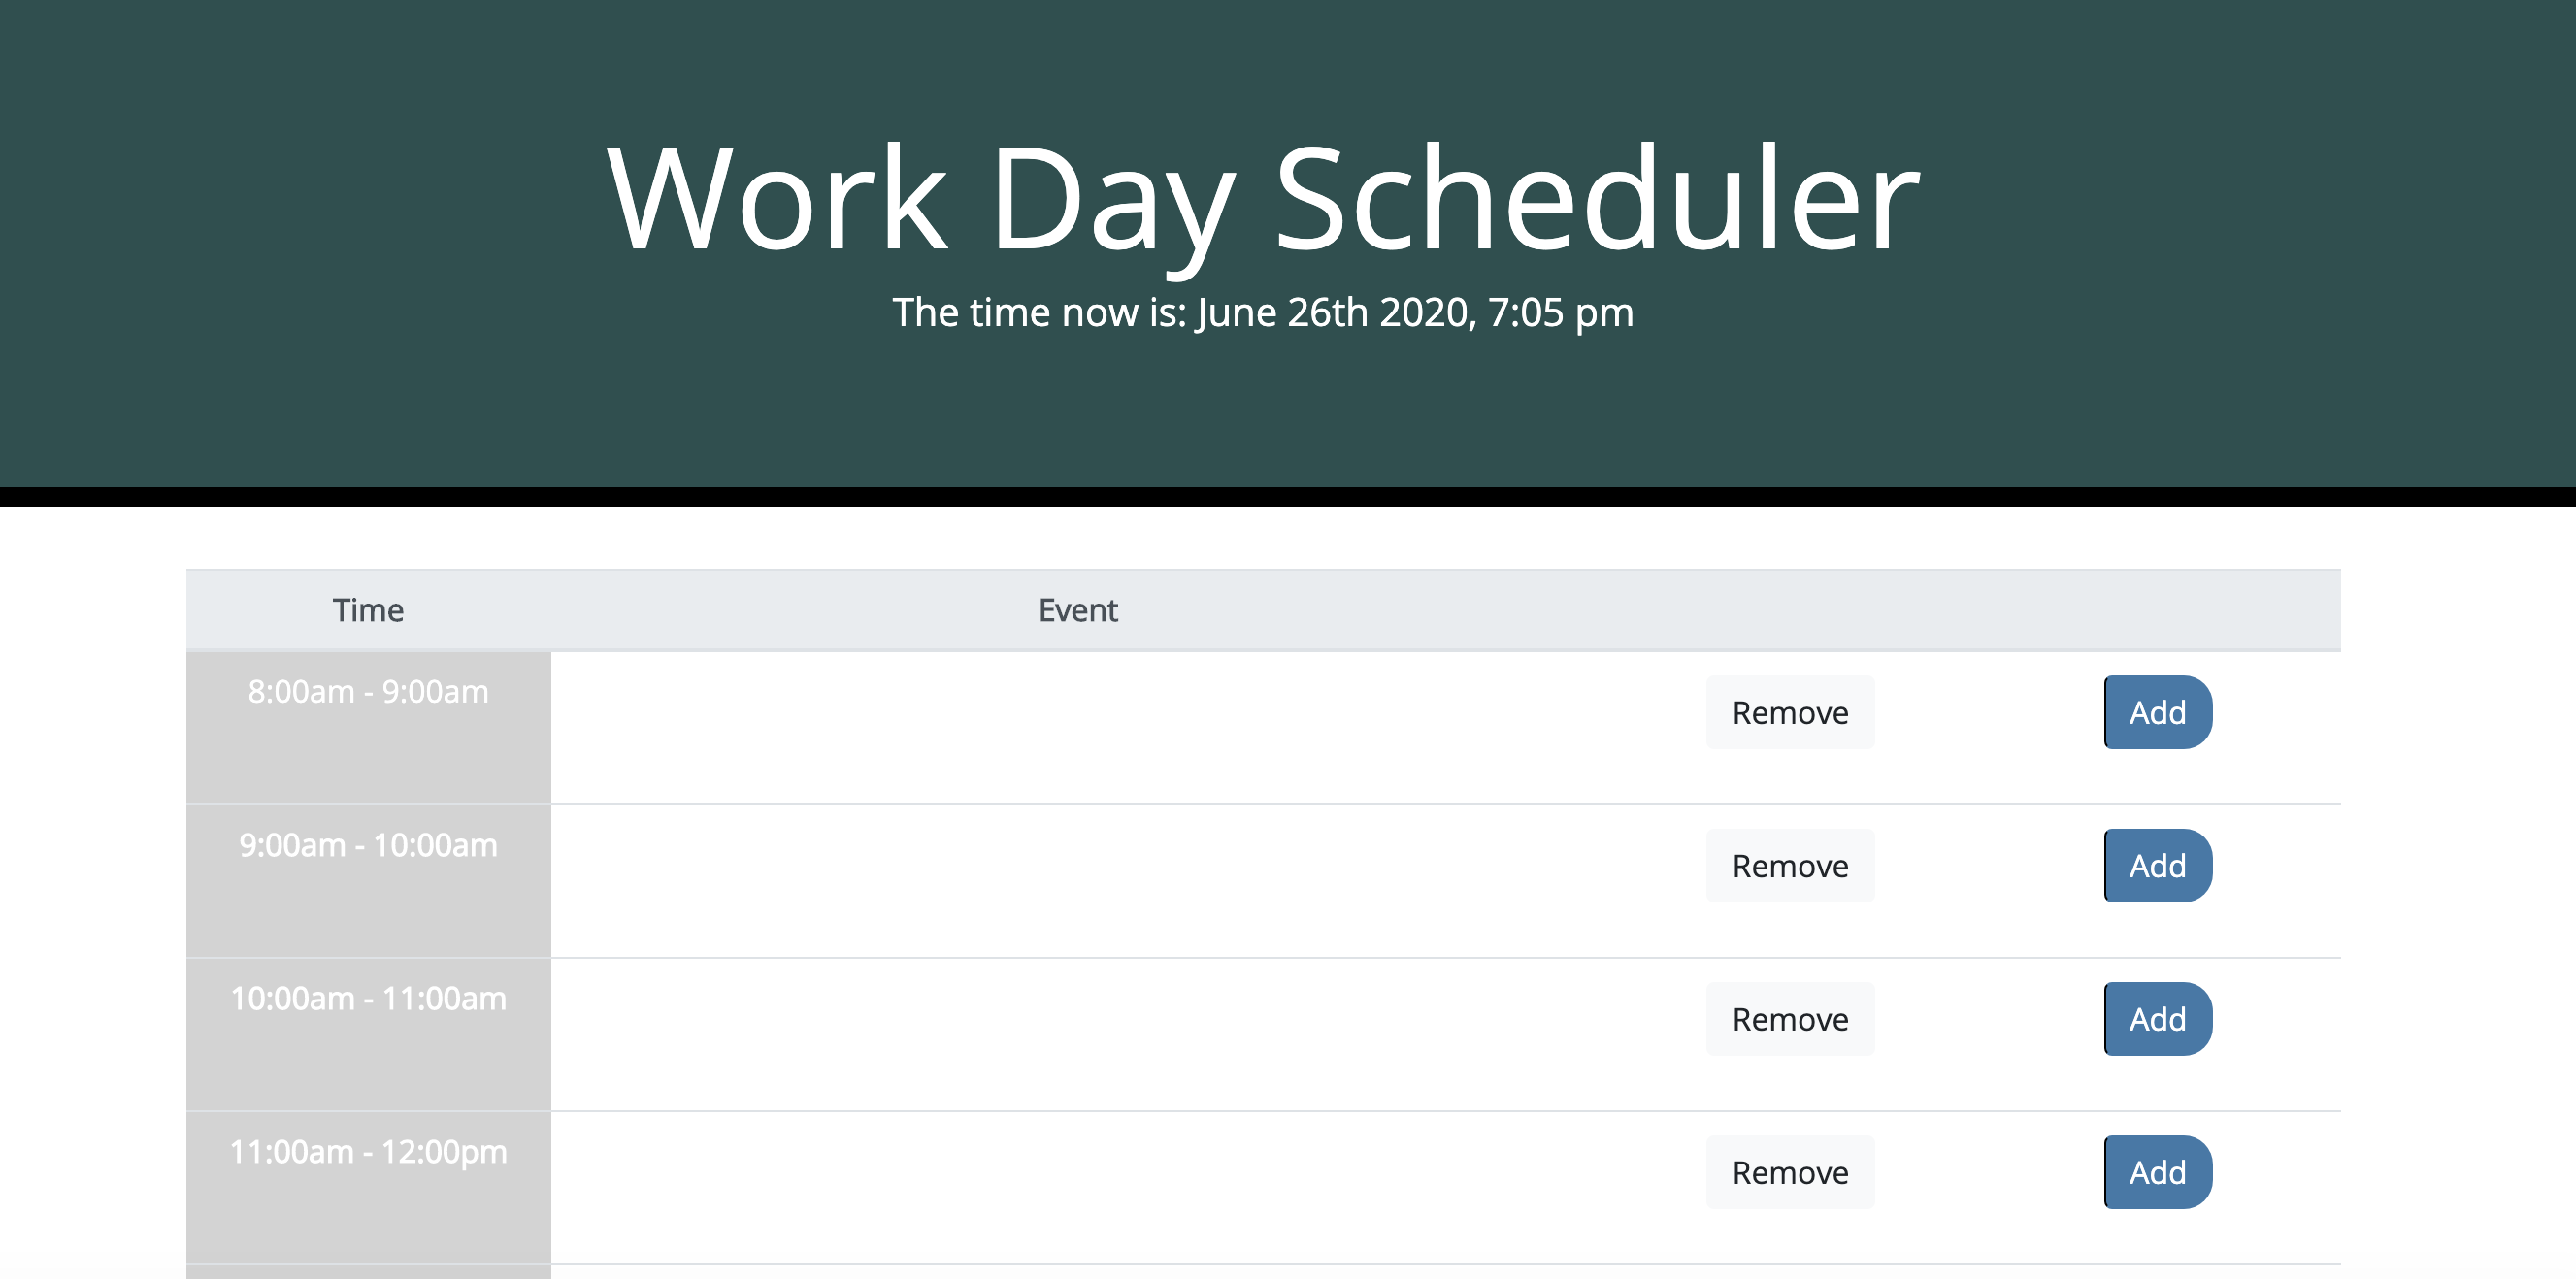 Work Day Scheduler
The time now is: June 26th 2020, 7:05 pm
Time Event
8:00am - 9:00am Remove Add
9:00am - 10:00am Remove Add
10:00am - 11:00am Remove Add
11:00am - 12:00pm Remove Add